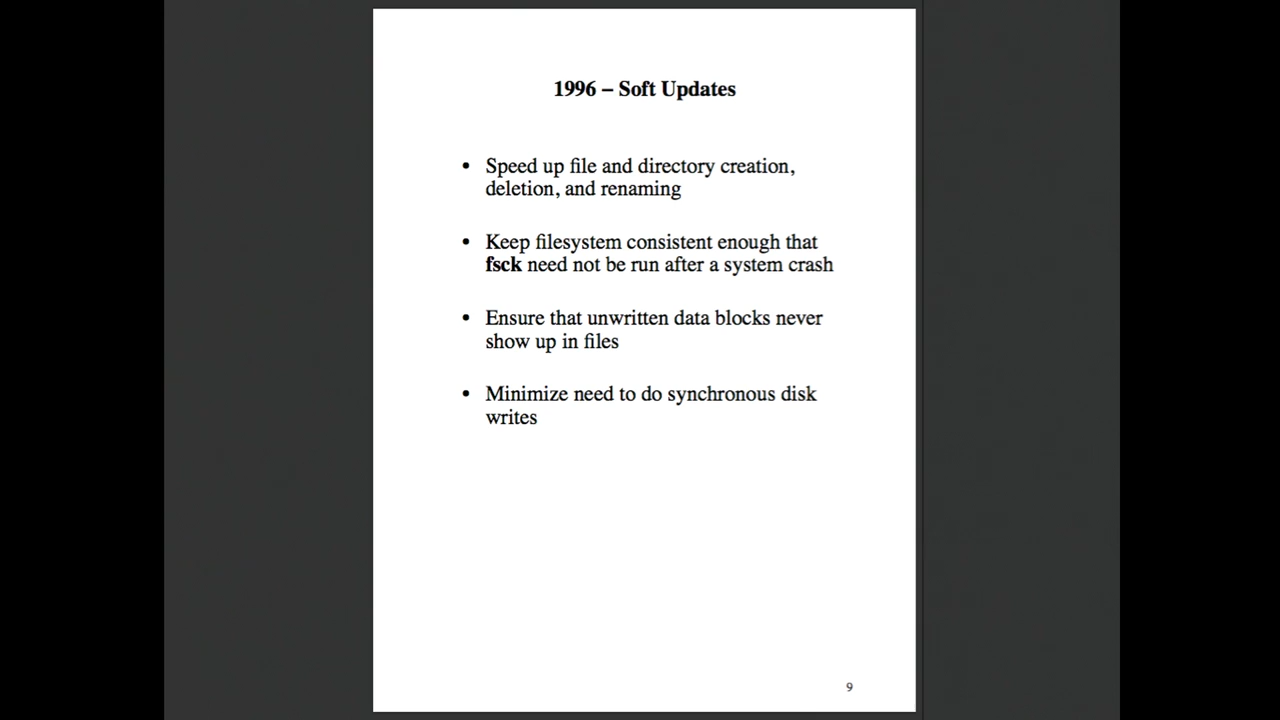 1996 – Soft Updates
• Speed up file and directory creation,
deletion, and renaming
• Keep filesystem consistent enough that
fsck need not be run after a system crash
• Ensure that unwritten data blocks never
show up in files
• Minimize need to do synchronous disk
writes
9